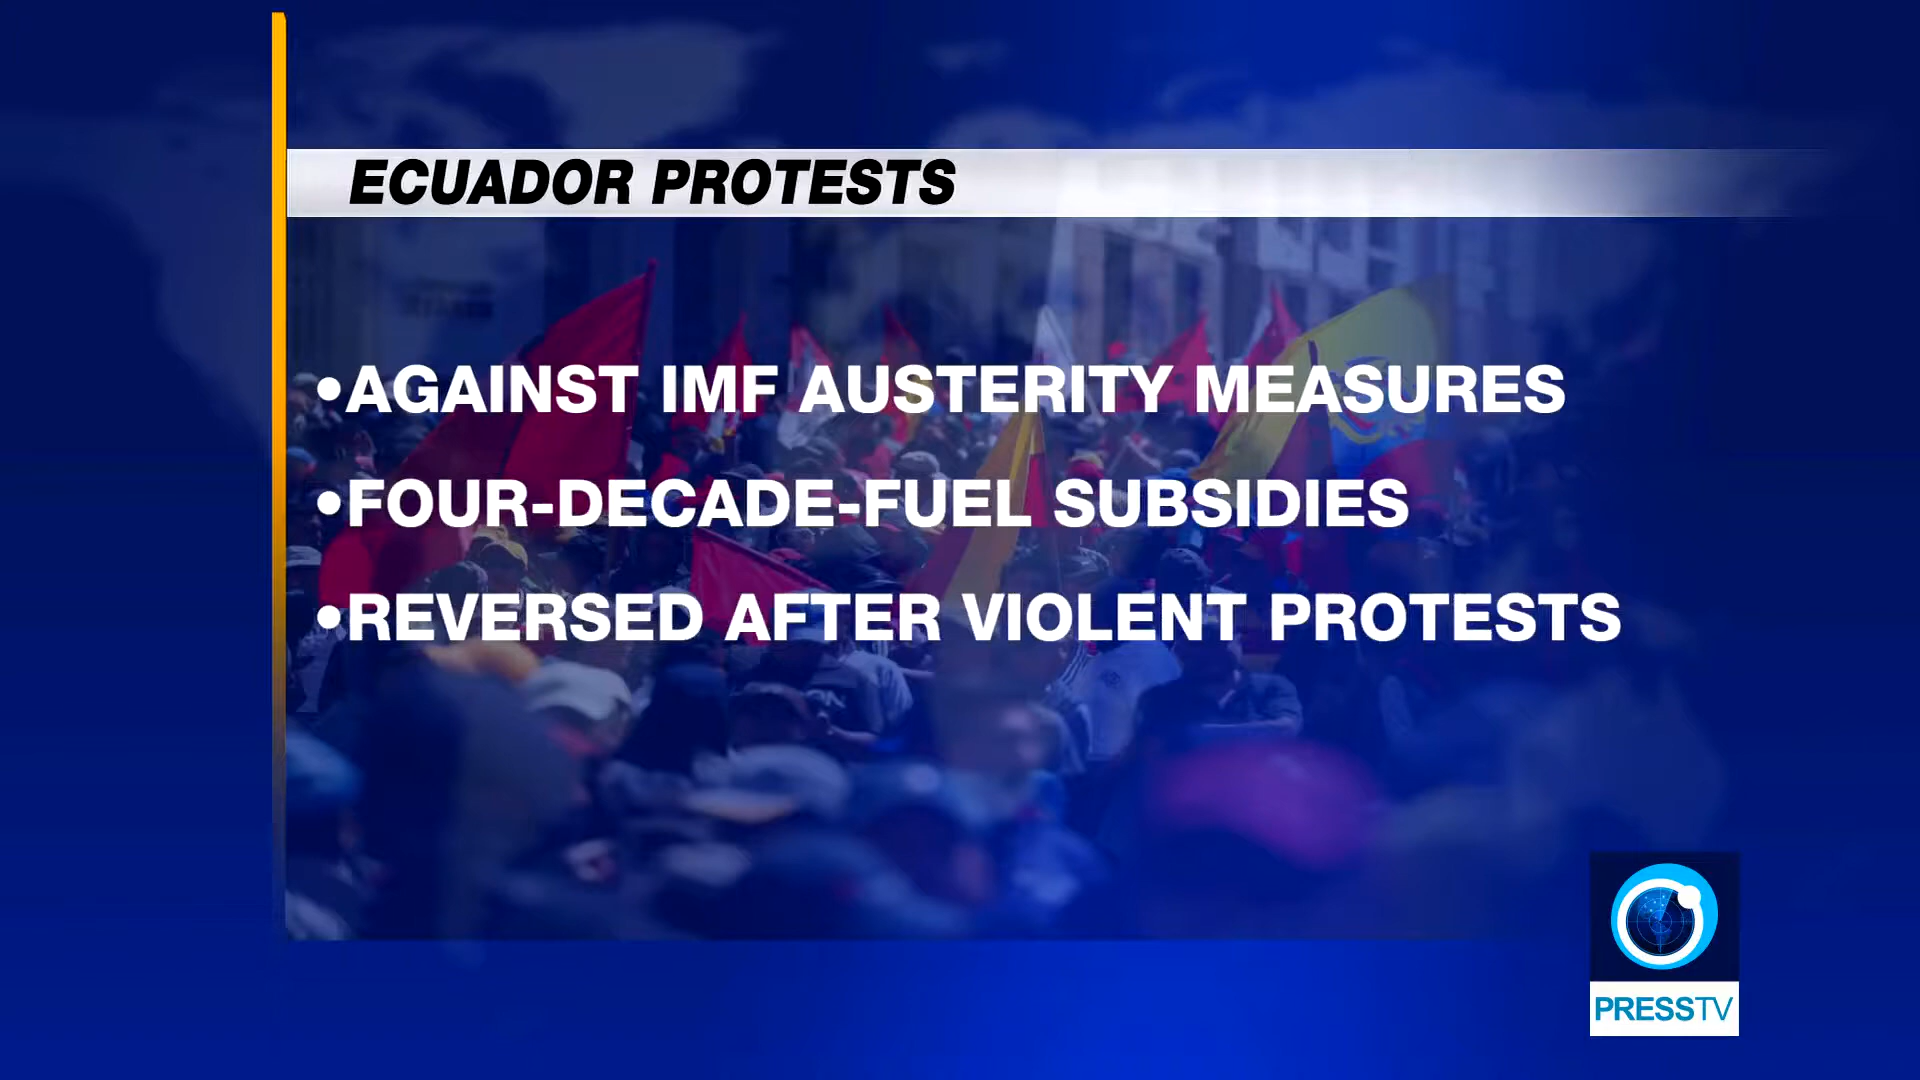 ECUADOR PROTESTS
•AGAINST IMF AUSTERITY MEASURES
•FOUR-DECADE-FUEL SUBSIDIES
•REVERSED AFTER VIOLENT PROTESTS
PRESSTV